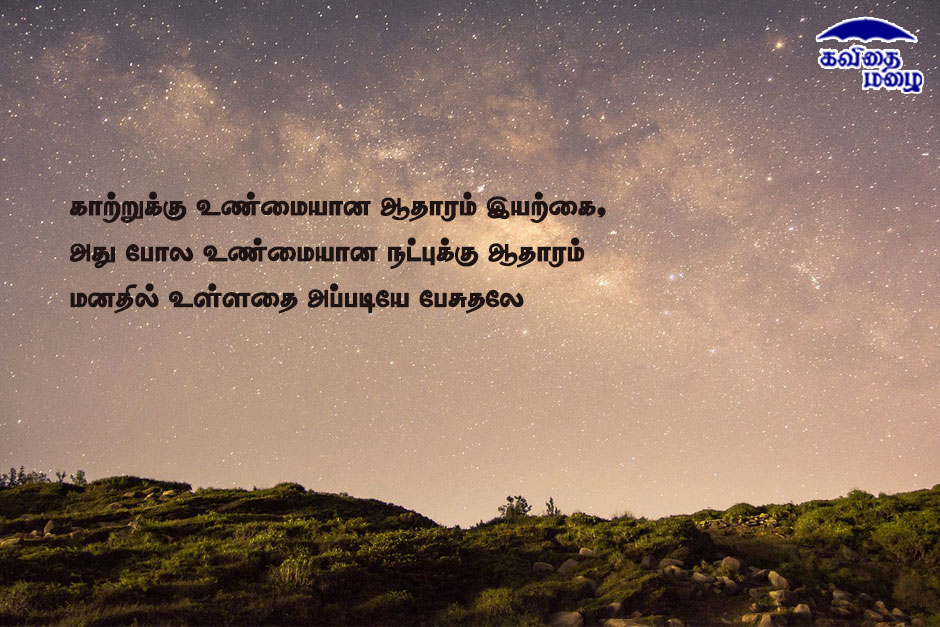 கவிதை
மழை
காற்றுக்கு உண்மையான ஆதாரம் இயற்கை,
அது போல உண்மையான நட்புக்கு ஆதாரம்
மனதில் உள்ளதை அப்படியே பேசுதலே